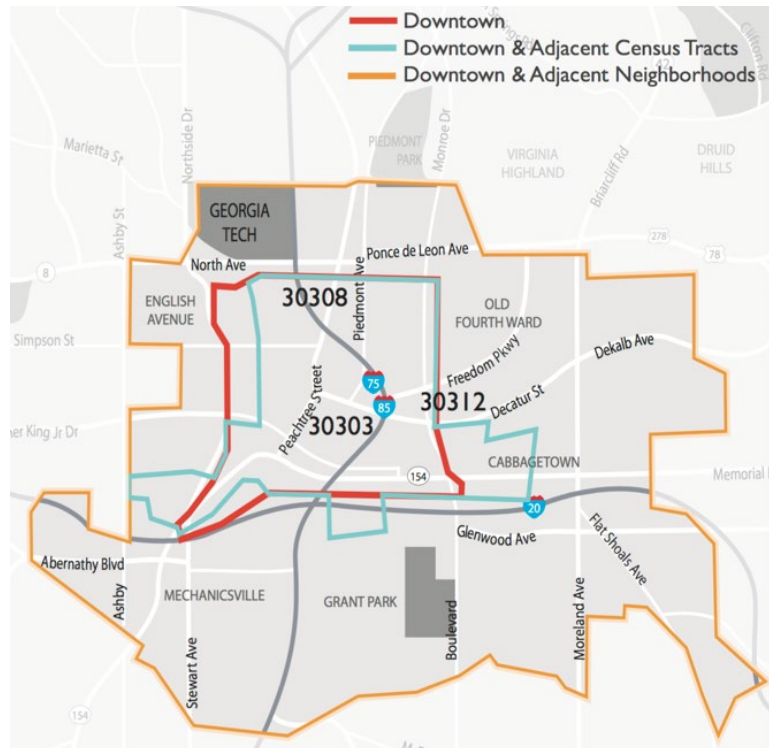 Downtown
Downtown & Adjacent Census Tracts
Downtown & Adjacent Neighborhoods
42
Clifton Rd
Northside Dr
Marietta St
PIEDMONT
PARK
Monroe Dr
VIRGINIA
HIGHLAND
Briarcliff Rd
DRUID
HILLS
Ashby St
GEORGIA
TECH
278
78
8
North Ave
Ponce de Leon Ave
Piedmont Ave
30308
ENGLISH
AVENUE
OLD
FOURTH WARD
Simpson St
Dekalb Ave
Freedom Pkwy
75
85
30312
Decatur St
Peachtree Street
30303
King Jr Dr
CABBAGETOWN
154
Memorial
20
Glenwood Ave
Flat Shoals Ave
Abernathy Blvd
Ashby
MECHANICSVILLE
GRANT PARK
Boulevard
Moreland Ave
Stewart Ave
154